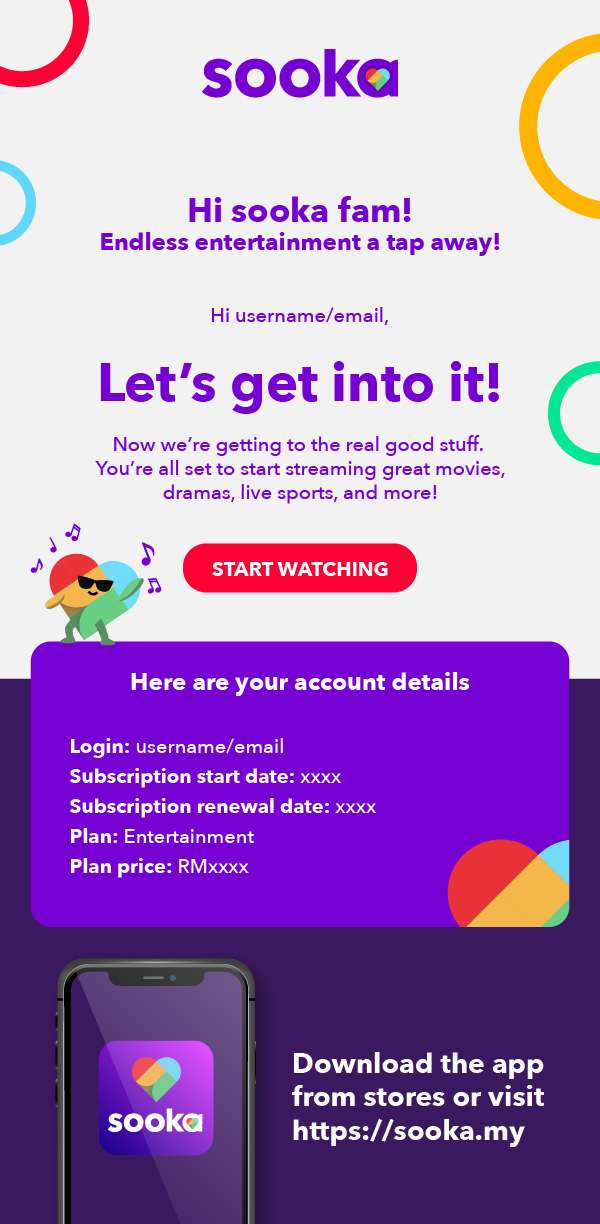 sooka
Hi sooka fam!
Endless entertainment a tap away!
Hi username/email,
Let’s get into it!
Now we’re getting to the real good stuff.
You’re all set to start streaming great movies,
dramas, live sports, and more!
START WATCHING
Here are your account details
Login: username/email
Subscription start date: xxxx
Subscription renewal date: xxxx
Plan: Entertainment
Plan price: RMxxxx
sooka
Download the app
from stores or visit
https://sooka.my